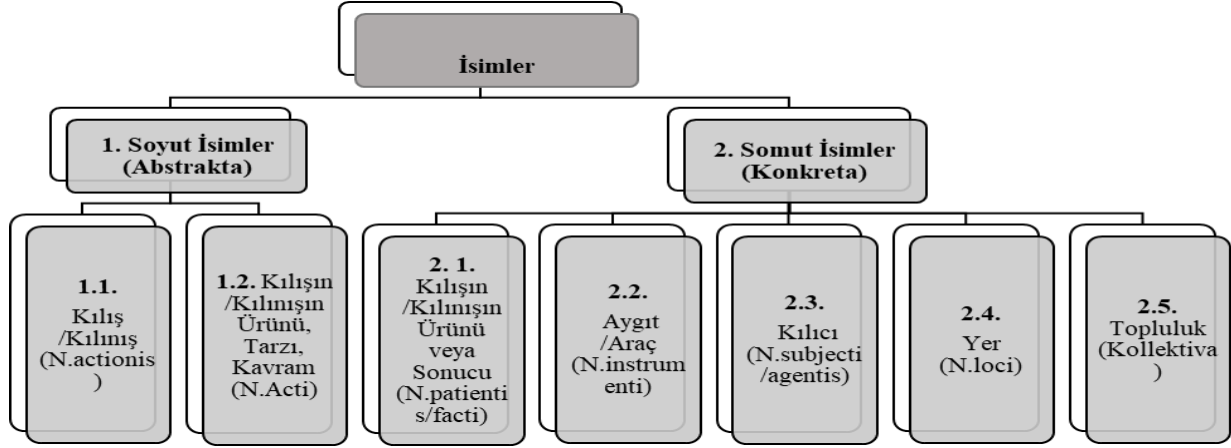 İsimler
1. Soyut İsimler
(Abstrakta)
2. Somut İsimler
(Konkreta)
1.1.
Kılış
/Kılınış
(N.actionis
)
1.2. Kılışın
/Kılınışın
Ürünü,
Tarzı,
Kavram
(N.Acti)
2. 1.
Kılışın
/Kılınışın
Ürünü
veya
Sonucu
(N.patienti
s/facti)
2.2.
Aygıt
/Araç
(N.instrum
enti)
2.3.
Kılıcı
(N.subjecti
/agentis)
2.4.
Yer
(N.loci)
2.5.
Topluluk
(Kollektiva
)